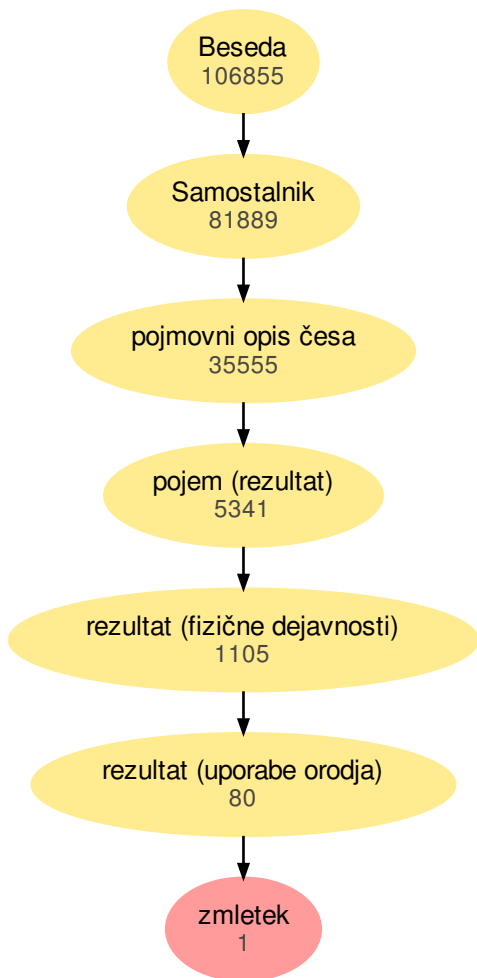 Beseda
106855
Samostalnik
81889
pojmovni opis česa
35555
pojem (rezultat)
5341
rezultat (fizične dejavnosti)
1105
rezultat (uporabe orodja)
80
zmletek
1